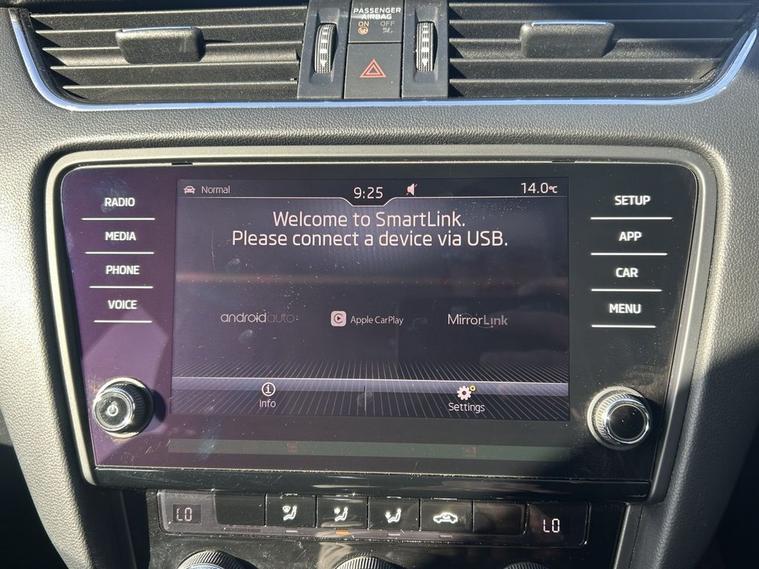 PASSENGER
AIRBAG
ON OFF
Normal
9:25
14.0°C
RADIO
MEDIA
PHONE
VOICE
Welcome to SmartLink.
Please connect a device via USB.
androidauto
Apple CarPlay
MirrorLink
Info
Settings
SETUP
APP
CAR
MENU
LO
LO